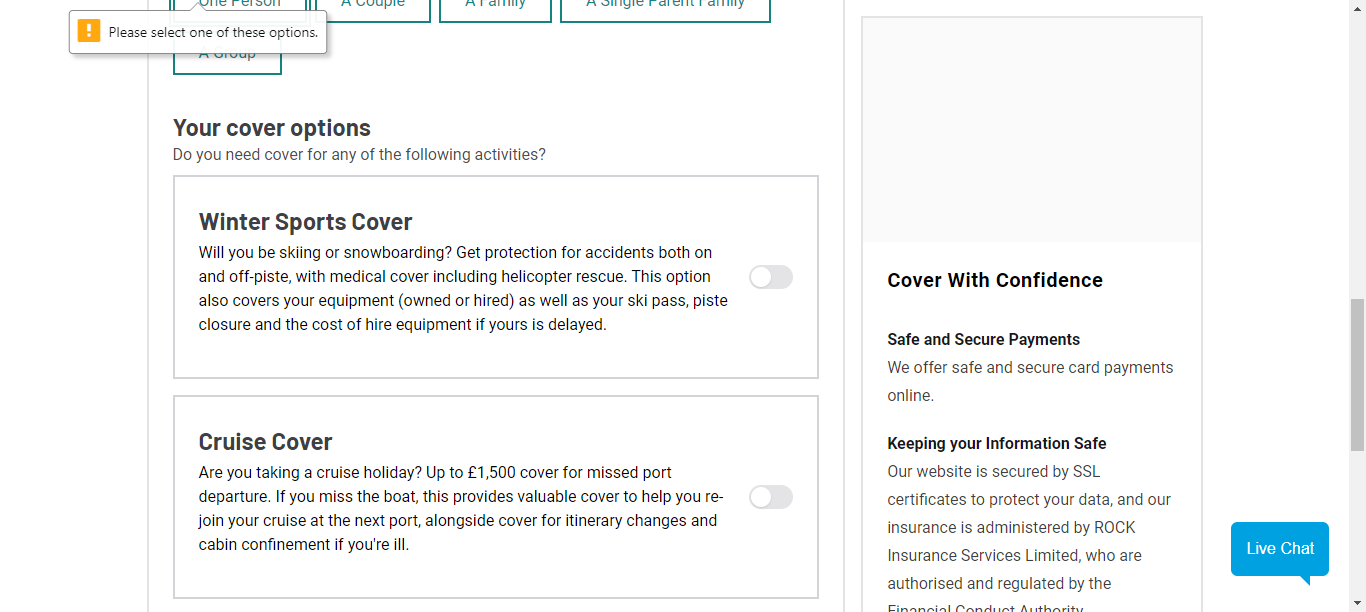 One Person
A Couple
A Family
A Single Parent Family
Please select one of these options.
A Group
Your cover options
Do you need cover for any of the following activities?
Winter Sports Cover
Will you be skiing or snowboarding? Get protection for accidents both on
and off-piste, with medical cover including helicopter rescue. This option
also covers your equipment (owned or hired) as well as your ski pass, piste
closure and the cost of hire equipment if yours is delayed.
Cruise Cover
Are you taking a cruise holiday? Up to £1,500 cover for missed port
departure. If you miss the boat, this provides valuable cover to help you re-
join your cruise at the next port, alongside cover for itinerary changes and
cabin confinement if you're ill.
Cover With Confidence
Safe and Secure Payments
We offer safe and secure card payments
online.
Keeping your Information Safe
Our website is secured by SSL
certificates to protect your data, and our
insurance is administered by ROCK
Insurance Services Limited, who are
authorised and regulated by the
Financial Conduct Authority
Live Chat